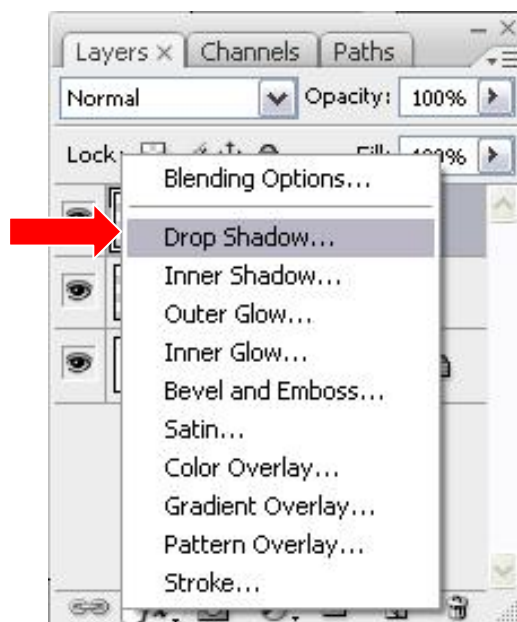 Layers × Channels Paths
Normal Opacity: 100%
Lock: Fill: 100%
Blending Options...
Drop Shadow...
Inner Shadow...
Outer Glow...
Inner Glow...
Bevel and Emboss...
Satin...
Color Overlay...
Gradient Overlay...
Pattern Overlay...
Stroke...